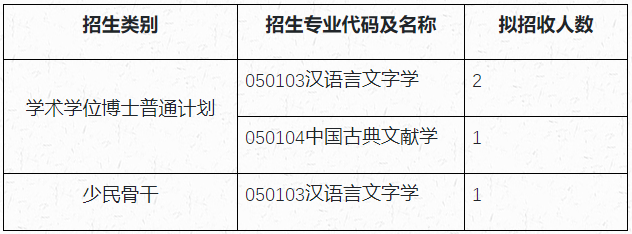 招生类别 招生专业代码及名称 拟招收人数
学术学位博士普通计划 050103汉语言文字学 2
050104中国古典文献学 1
少民骨干 050103汉语言文字学 1